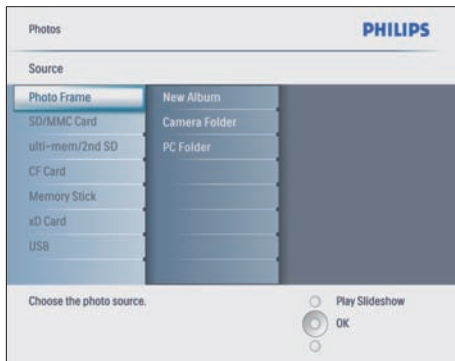 Photos
PHILIPS
Source
Photo Frame
New Album
SD/MMC Card
Camera Folder
ulti-mem/2nd SD
PC Folder
CF Card
Memory Stick
xD Card
USB
Choose the photo source.
Play Slideshow
OK